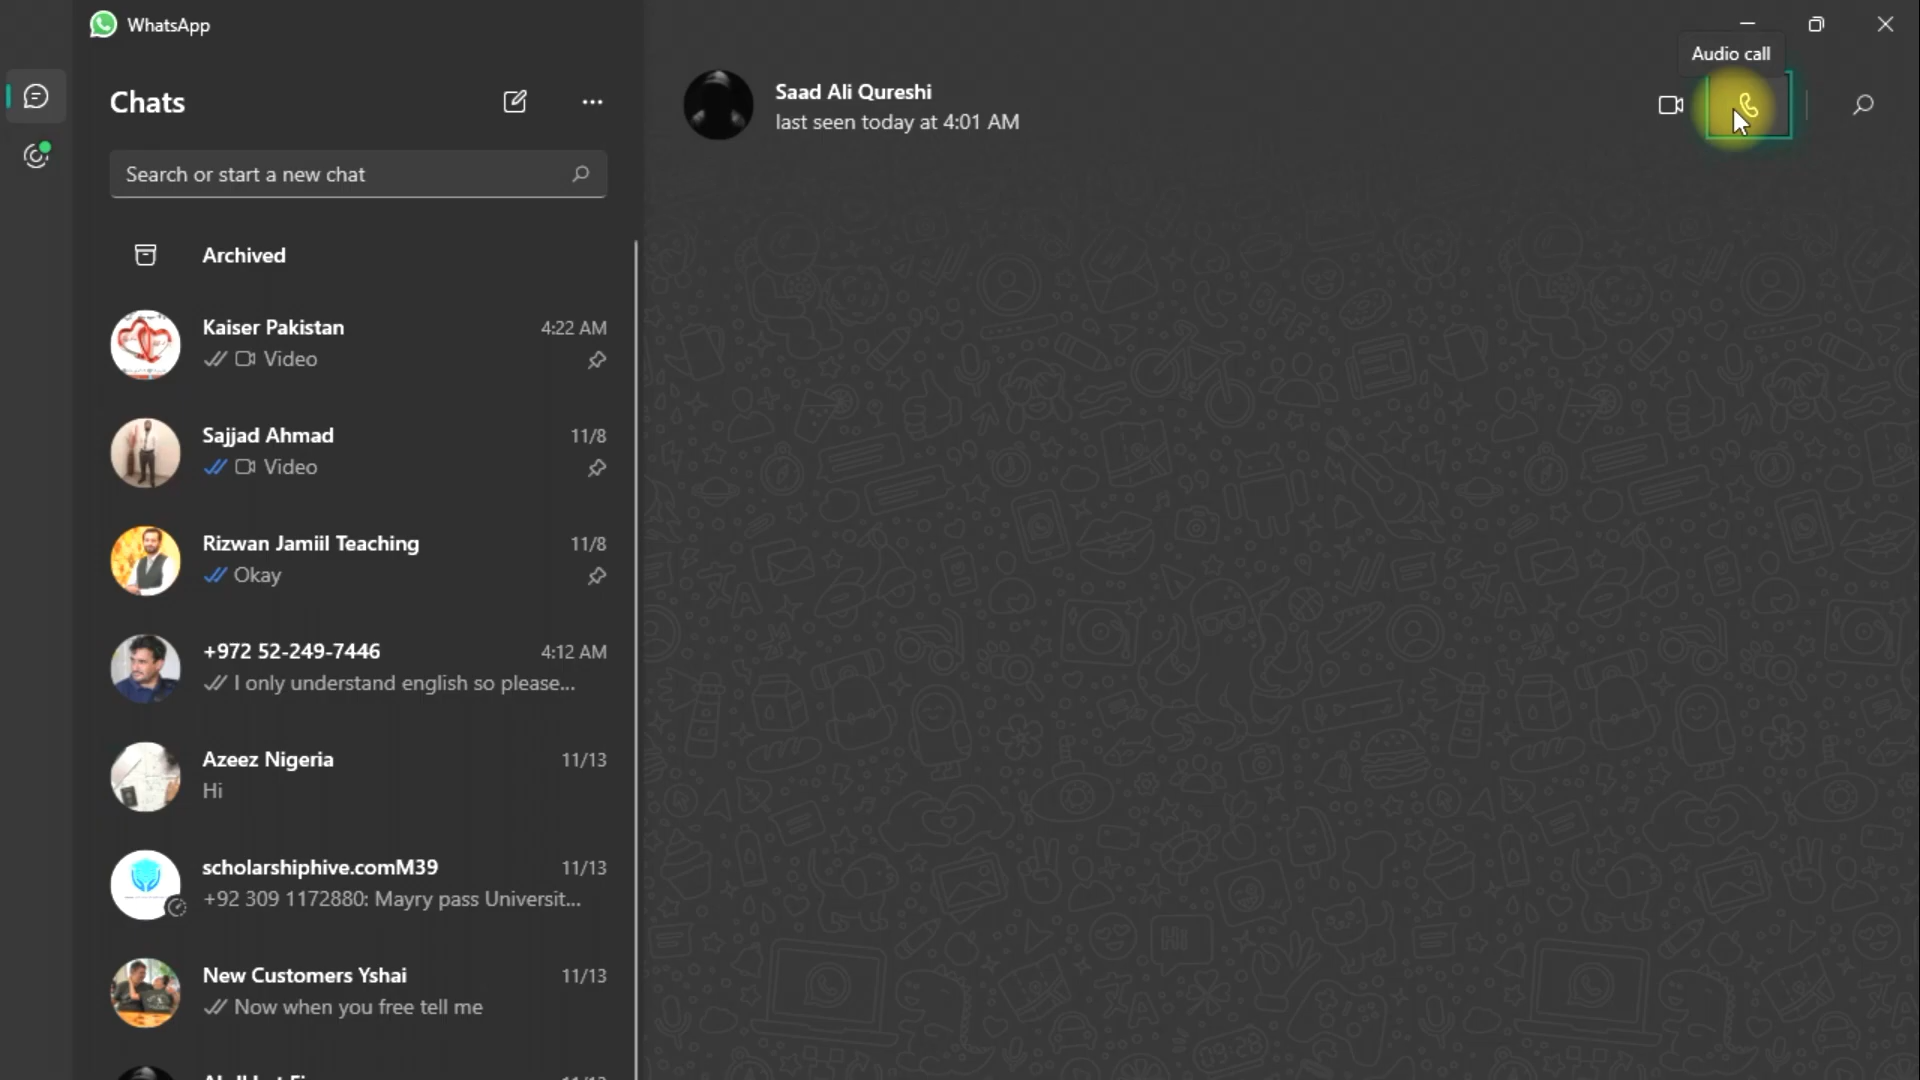 WhatsApp
Audio call
Chats
Saad Ali Qureshi
last seen today at 4:01 AM
Search or start a new chat
Archived
Kaiser Pakistan 4:22 AM
Video
Sajjad Ahmad 11/8
Video
Rizwan Jamiil Teaching 11/8
Okay
+972 52-249-7446 4:12 AM
I only understand english so please...
Azeez Nigeria 11/13
Hi
scholarshiphive.comM39 11/13
+92 309 1172880: Mayry pass Universit...
New Customers Yshai 11/13
Now when you free tell me